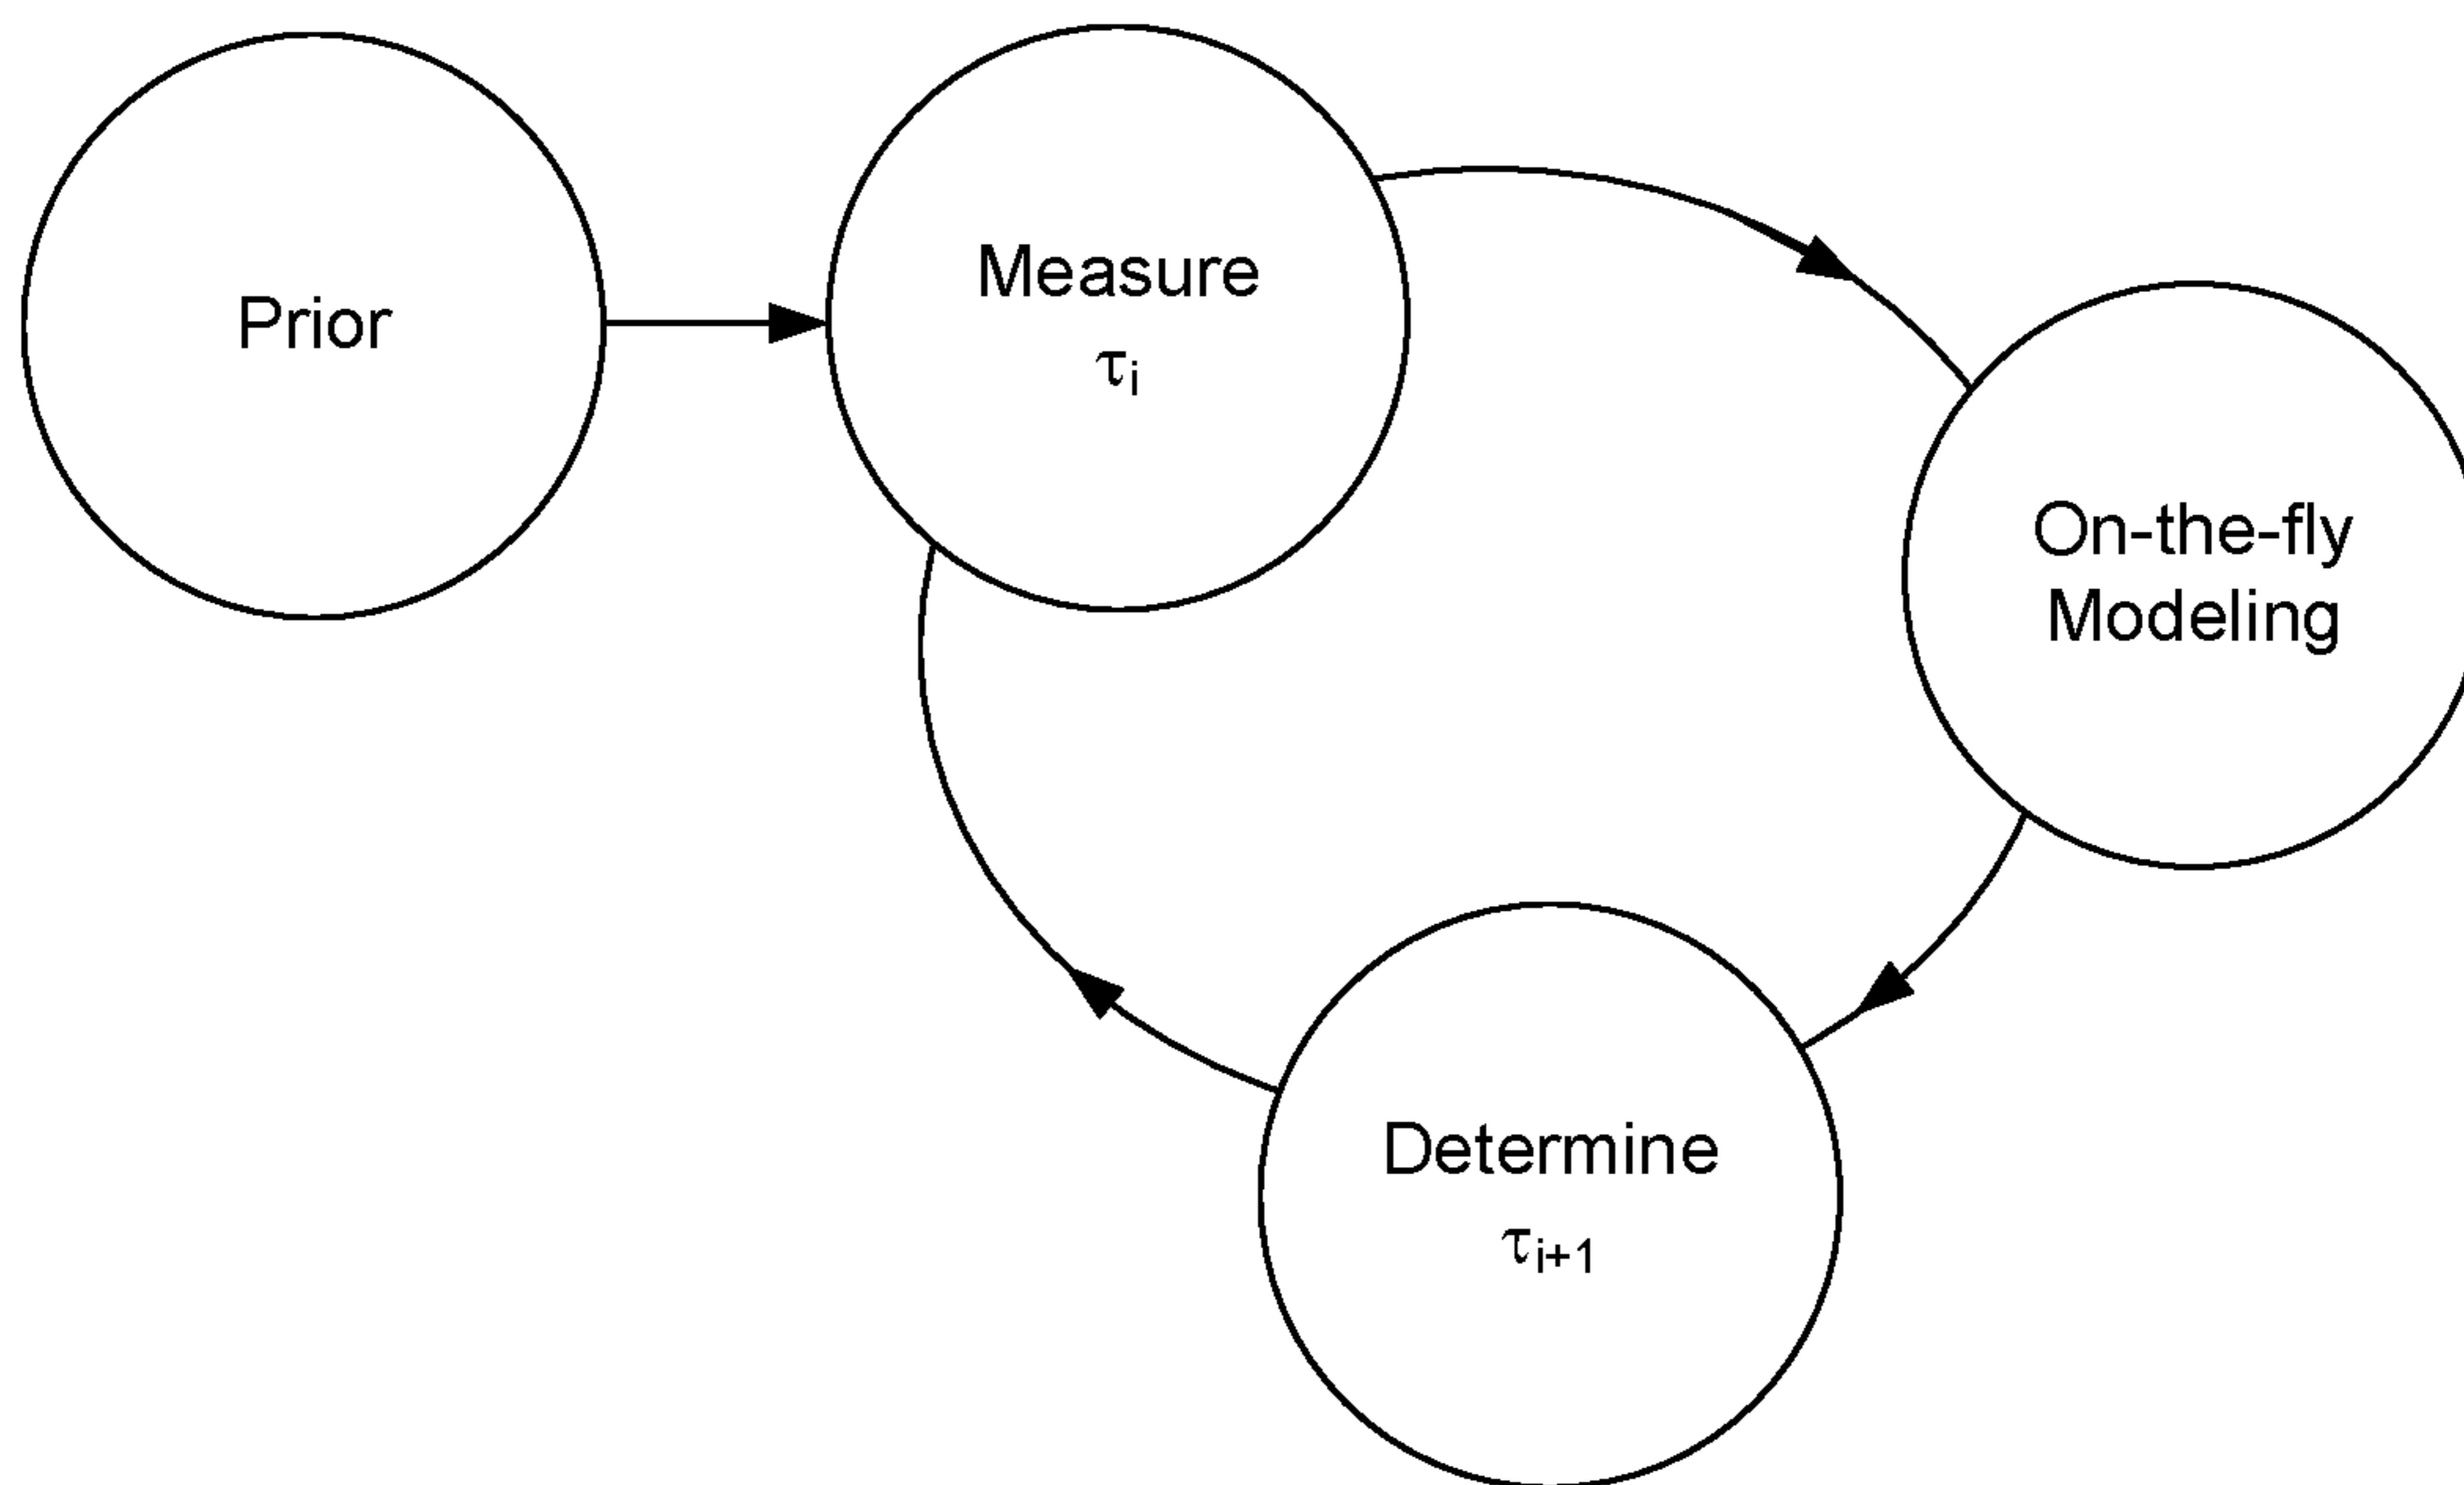 Prior
Measure
τi
On-the-fly
Modeling
Determine
τi+1